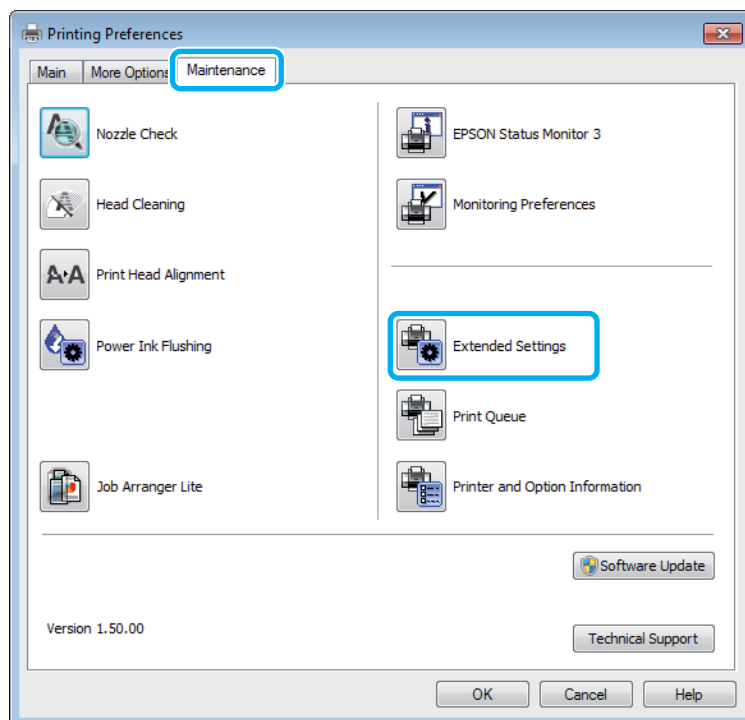 Printing Preferences
Main More Options Maintenance
Nozzle Check
EPSON Status Monitor 3
Head Cleaning
Monitoring Preferences
Print Head Alignment
Power Ink Flushing
Extended Settings
Print Queue
Job Arranger Lite
Printer and Option Information
Software Update
Version 1.50.00
Technical Support
OK Cancel Help